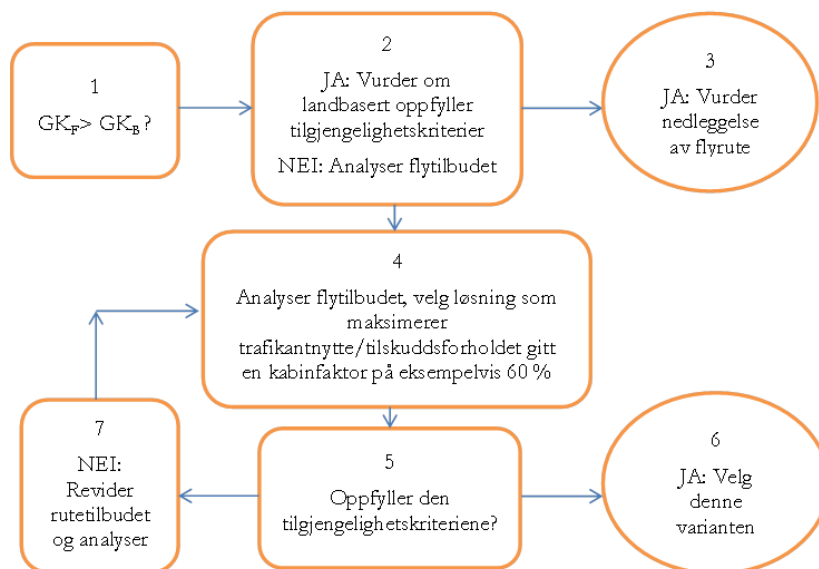 1
GK_F> GK_B ?
2
JA: Vurder om
landbasert oppfyller
tilgjengelighetskriterier
NEI: Analyser flytilbudet
3
JA: Vurder
nedleggelse
av flyrute
4
Analyser flytilbudet, velg løsning som
maksimerer
trafikantnytte/tilskuddsforholdet gitt
en kabinfaktor på eksempelvis 60 %
5
Oppfyller den
tilgjengelighetskriteriene?
6
JA: Velg
denne
varianten
7
NEI:
Revider
rutetilbudet
og analyser